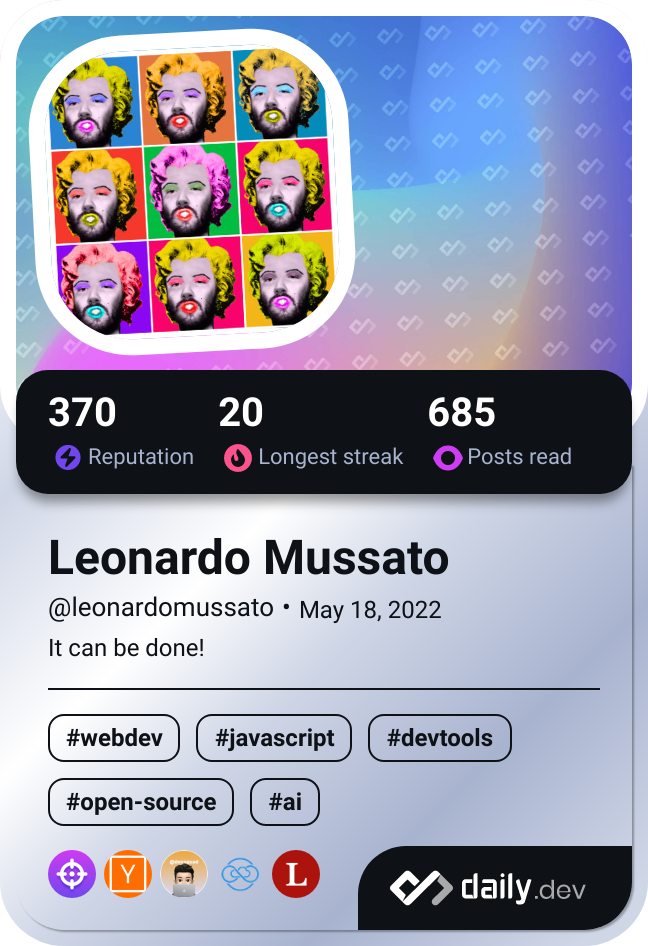 370 20 685
Reputation Longest streak Posts read
Leonardo Mussato
@leonardomussato • May 18, 2022
It can be done!
#webdev #javascript #devtools
#open-source #ai
Y L
daily.dev